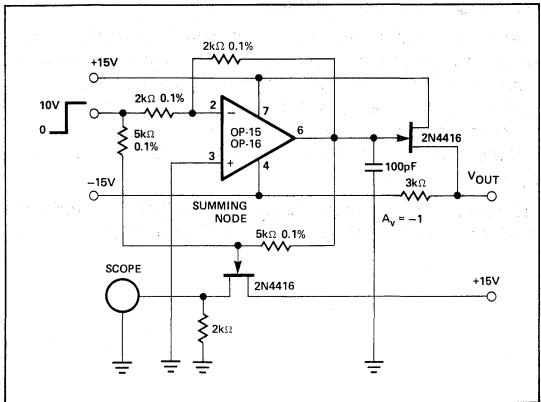 2kΩ 0.1%
+15V
10V
0
2kΩ 0.1%
5kΩ
0.1%
2
7
6
3
+
4
−
OP-15
OP-16
2N4416
100pF
VOUT
3kΩ
−15V
SUMMING
NODE
AV = −1
5kΩ 0.1%
SCOPE
2N4416
+15V
2kΩ